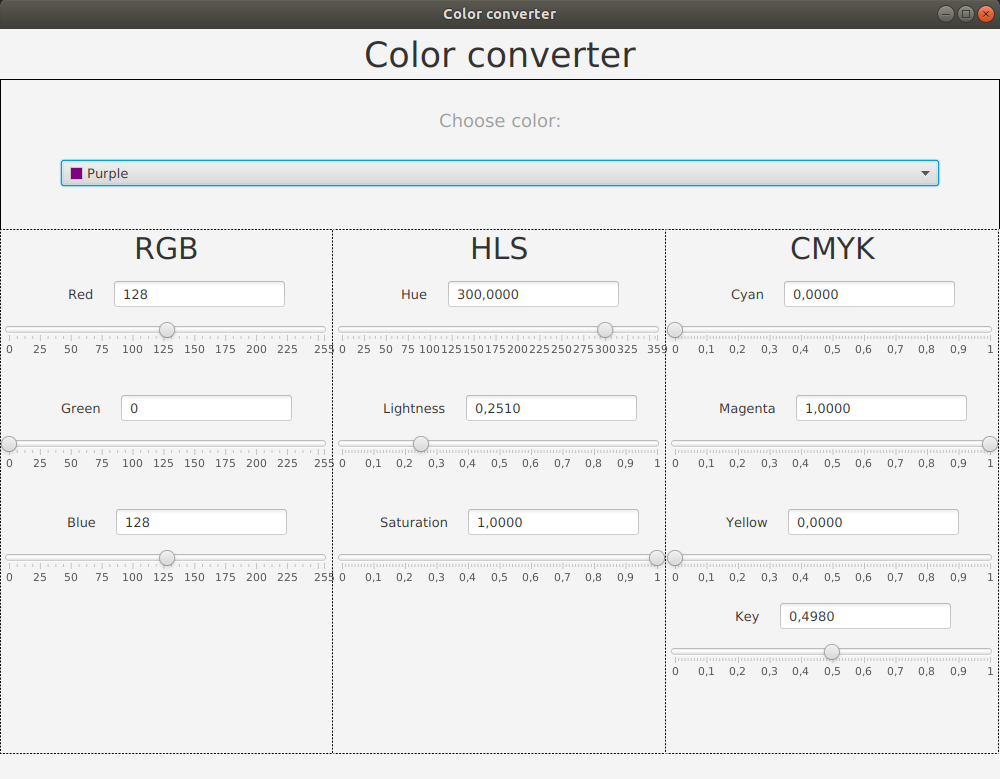 Color converter
Color converter
Choose color:
Purple
RGB HLS CMYK
Red 128 Hue 300,0000 Cyan 0,0000
0 25 50 75 100 125 150 175 200 225 255 0 25 50 75 100 125 150 175 200 225 250 275 300 325 359 0 0,1 0,2 0,3 0,4 0,5 0,6 0,7 0,8 0,9 1
Green 0 Lightness 0,2510 Magenta 1,0000
0 25 50 75 100 125 150 175 200 225 255 0 0,1 0,2 0,3 0,4 0,5 0,6 0,7 0,8 0,9 1 0 0,1 0,2 0,3 0,4 0,5 0,6 0,7 0,8 0,9 1
Blue 128 Saturation 1,0000 Yellow 0,0000
0 25 50 75 100 125 150 175 200 225 255 0 0,1 0,2 0,3 0,4 0,5 0,6 0,7 0,8 0,9 1 0 0,1 0,2 0,3 0,4 0,5 0,6 0,7 0,8 0,9 1
Key 0,4980
0 0,1 0,2 0,3 0,4 0,5 0,6 0,7 0,8 0,9 1